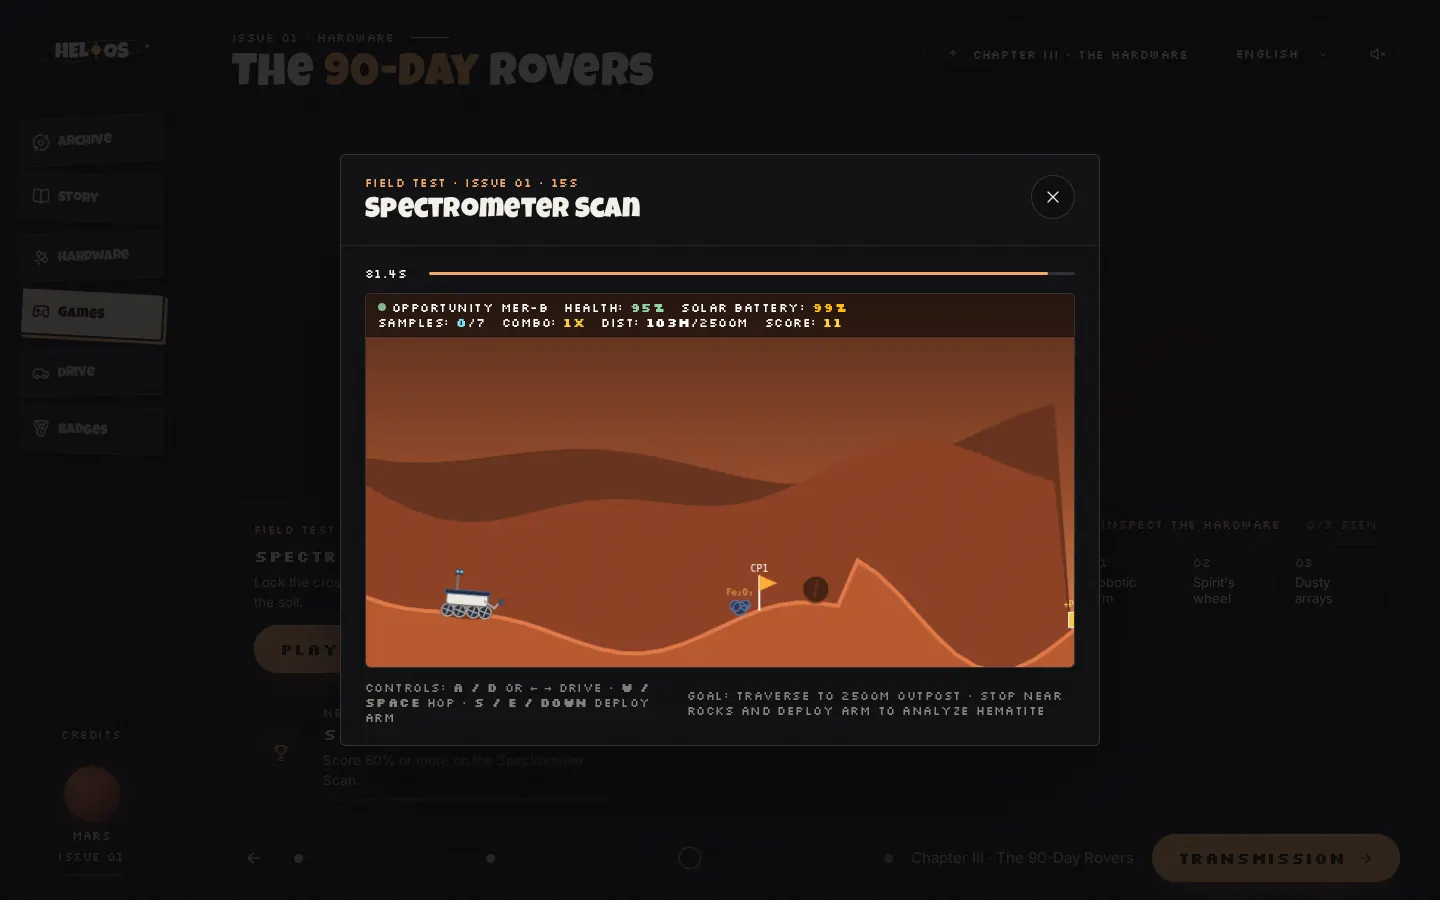 HELIOS
ISSUE 01 · HARDWARE
THE 90-DAY ROVERS
CHAPTER III · THE HARDWARE
ENGLISH
ARCHIVE
STORY
HARDWARE
GAMES
DRIVE
BADGES
FIELD TEST · ISSUE 01 · 15S
SPECTROMETER SCAN
81.4S
OPPORTUNITY MER-B HEALTH: 95% SOLAR BATTERY: 99%
SAMPLES: 0/7 COMBO: 1X DIST: 103M/2500M SCORE: 11
CP1
Fe₂O₃
CONTROLS: A / D OR ← → DRIVE · W /
SPACE HOP · S / E / DOWN DEPLOY
ARM
GOAL: TRAVERSE TO 2500M OUTPOST · STOP NEAR
ROCKS AND DEPLOY ARM TO ANALYZE HEMATITE
FIELD TEST
SPECTR
Lock the cros
the soil.
PLAY
INSPECT THE HARDWARE
0/3 SEEN
obotic
rm
02
Spirit's
wheel
03
Dusty
arrays
NE
S
Score 80% or more on the Spectrometer
Scan.
CREDITS
MARS
ISSUE 01
Chapter III · The 90-Day Rovers
TRANSMISSION →